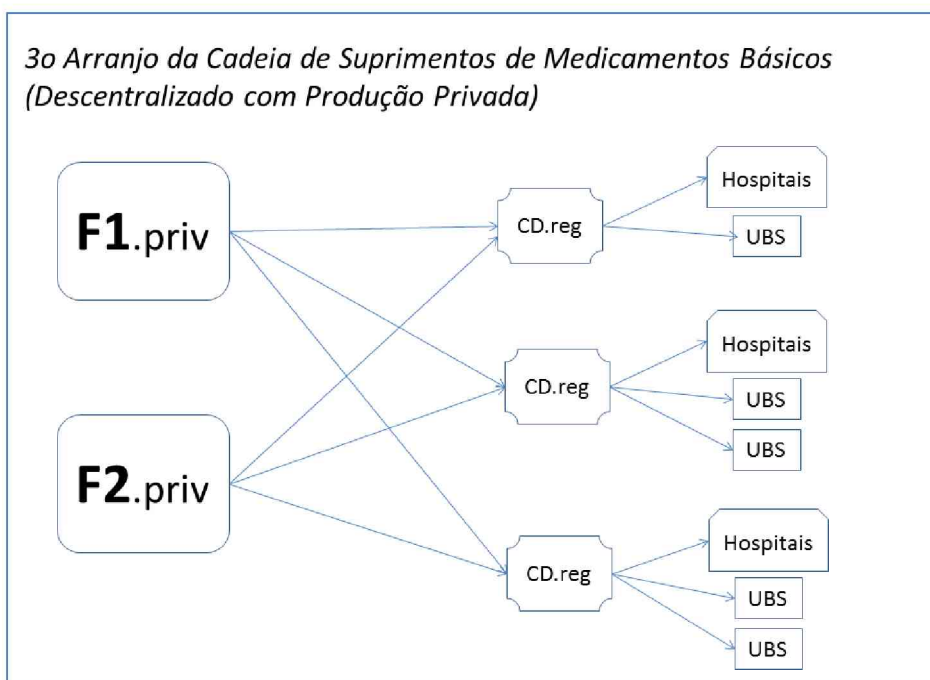 3o Arranjo da Cadeia de Suprimentos de Medicamentos Básicos
(Descentralizado com Produção Privada)
F1.priv
CD.reg
Hospitais
UBS
CD.reg
Hospitais
UBS
UBS
F2.priv
CD.reg
Hospitais
UBS
UBS